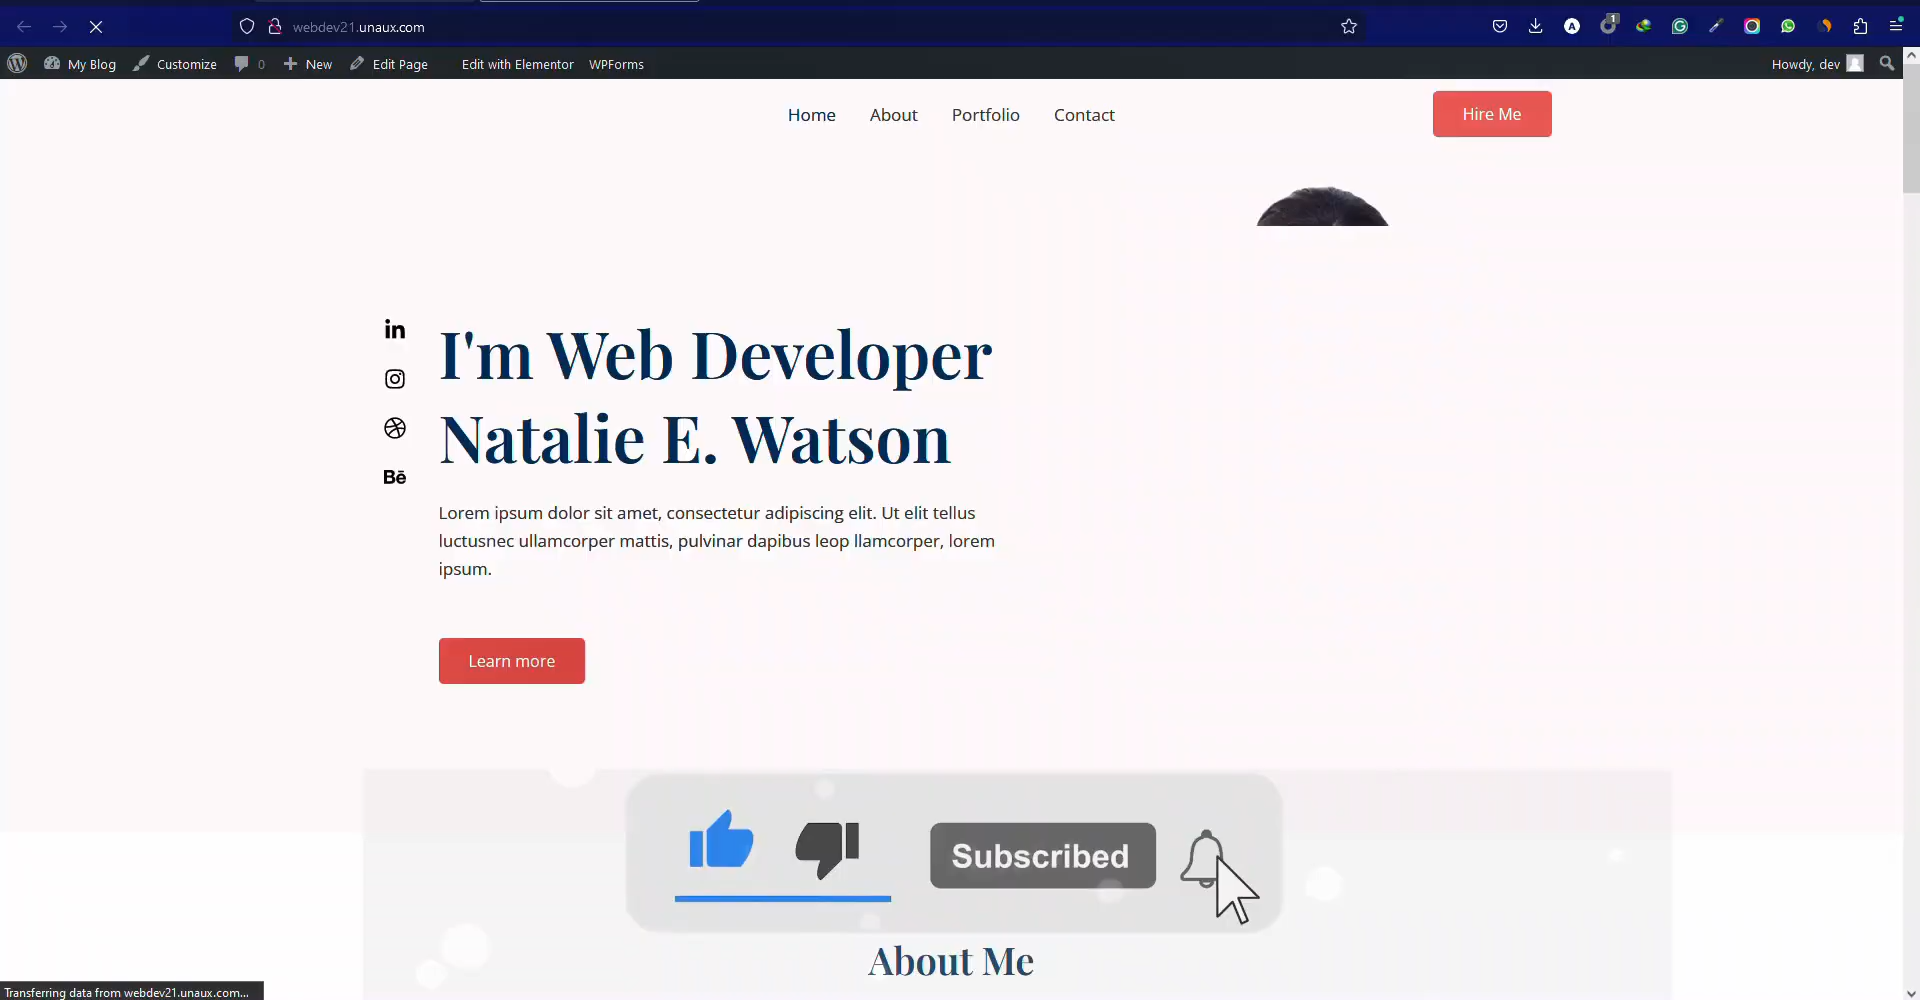 webdev21.unaux.com
1
My Blog
Customize
0
New
Edit Page
Edit with Elementor
WPForms
Howdy, dev
Home
About
Portfolio
Contact
Hire Me
I'm Web Developer
Natalie E. Watson
Bē
Lorem ipsum dolor sit amet, consectetur adipiscing elit. Ut elit tellus
luctusnec ullamcorper mattis, pulvinar dapibus leop llamcorper, lorem
ipsum.
Learn more
Subscribed
About Me
Transferring data from webdev21.unaux.com...